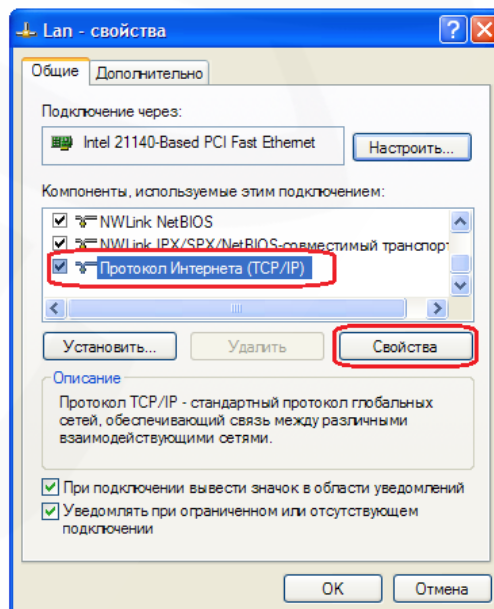 Lan - свойства
Общие
Дополнительно
Подключение через:
Intel 21140-Based PCI Fast Ethernet
Настроить...
Компоненты, используемые этим подключением:
NWLink NetBIOS
NWLink IPX/SPX/NetBIOS-совместимый транспорт
Протокол Интернета (TCP/IP)
Установить...
Удалить
Свойства
Описание
Протокол TCP/IP - стандартный протокол глобальных
сетей, обеспечивающий связь между различными
взаимодействующими сетями.
При подключении вывести значок в области уведомлений
Уведомлять при ограниченном или отсутствующем
подключении
OK
Отмена